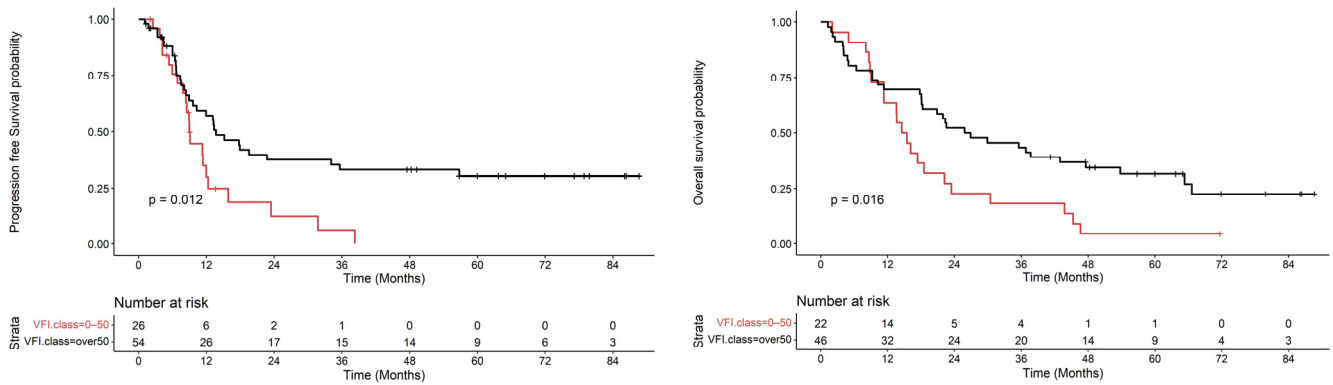 Progression free Survival probability
1.00
0.75
0.50
0.25
0.00
p = 0.012
0 12 24 36 48 60 72 84
Time (Months)
Number at risk
Strata
VFI.class=0–50 26 6 2 1 0 0 0 0
VFI.class=over50 54 26 17 15 14 9 6 3
0 12 24 36 48 60 72 84
Time (Months)
Overall survival probability
1.00
0.75
0.50
0.25
0.00
p = 0.016
0 12 24 36 48 60 72 84
Time (Months)
Number at risk
Strata
VFI.class=0–50 22 14 5 4 1 1 0 0
VFI.class=over50 46 32 24 20 14 9 4 3
0 12 24 36 48 60 72 84
Time (Months)